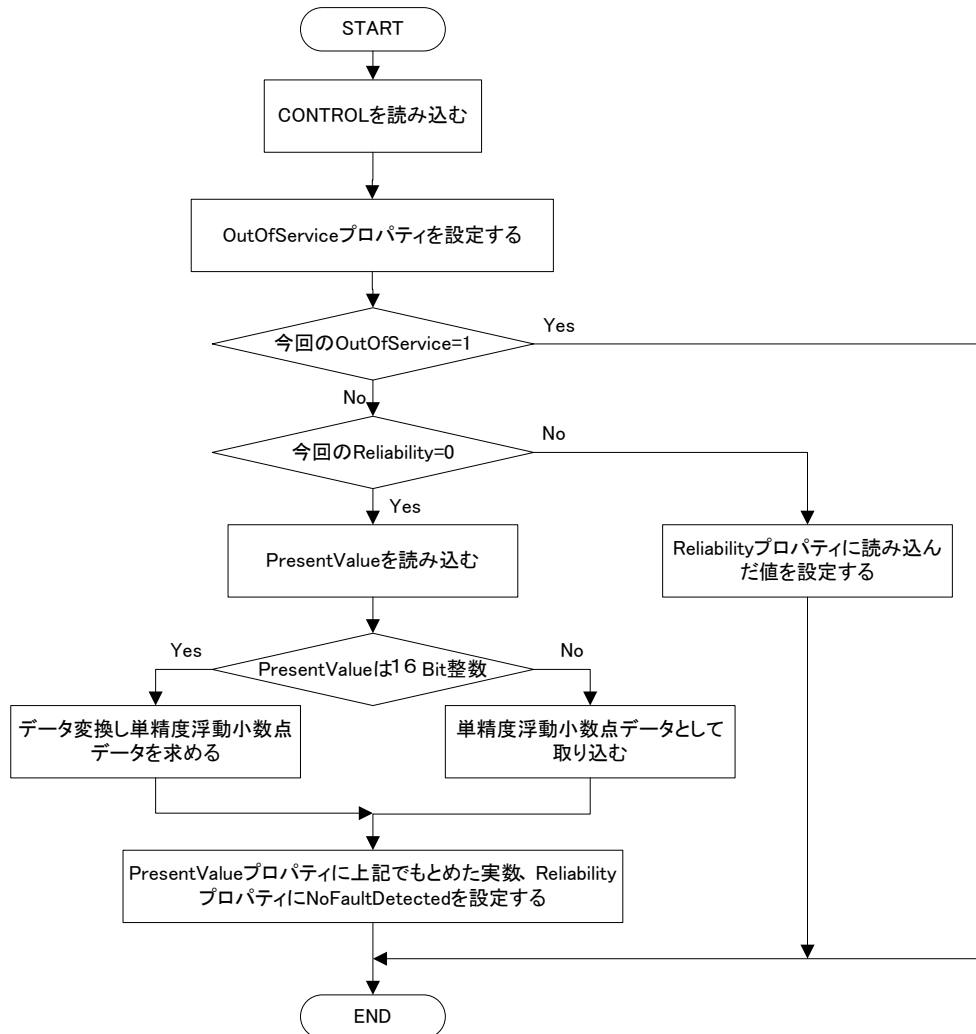 START
CONTROLを読み込む
OutOfServiceプロパティを設定する
今回のOutOfService=1
Yes
No
今回のReliability=0
No
Yes
PresentValueを読み込む
Reliabilityプロパティに読み込ん
だ値を設定する
PresentValueは16 Bit整数
Yes
No
データ変換し単精度浮動小数点
データを求める
単精度浮動小数点データとして
取り込む
PresentValueプロパティに上記でもとめた実数、Reliability
プロパティにNoFaultDetectedを設定する
END